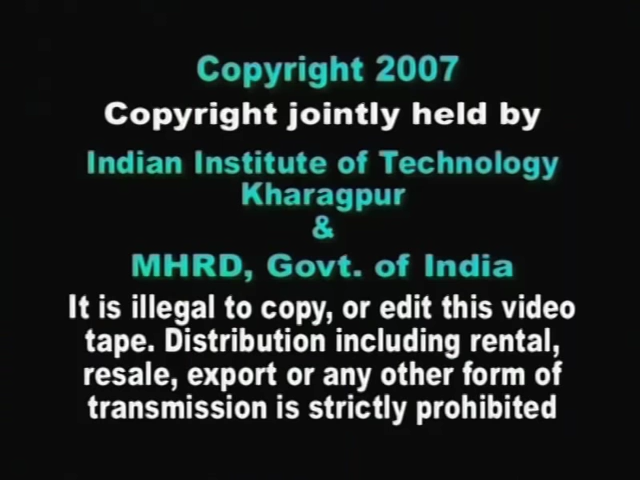 Copyright 2007
Copyright jointly held by
Indian Institute of Technology
Kharagpur
&
MHRD, Govt. of India
It is illegal to copy, or edit this video
tape. Distribution including rental,
resale, export or any other form of
transmission is strictly prohibited